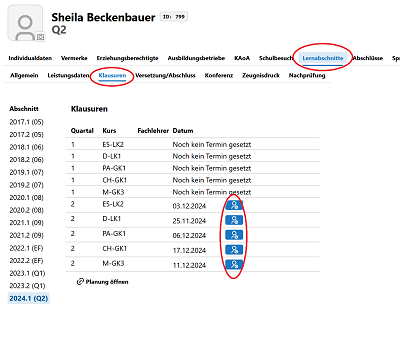 Sheila Beckenbauer ID: 799
Q2
Individualdaten Vermerke Erziehungsberechtigte Ausbildungsbetriebe KAoA Schulbesuch Lernabschnitte Abschlüsse Spr
Allgemein Leistungsdaten Klausuren Versetzung/Abschluss Konferenz Zeugnisdruck Nachprüfung
Abschnitt
2017.1 (05)
2017.2 (05)
2018.1 (06)
2018.2 (06)
2019.1 (07)
2019.2 (07)
2020.1 (08)
2020.2 (08)
2021.1 (09)
2021.2 (09)
2022.1 (EF)
2022.2 (EF)
2023.1 (Q1)
2023.2 (Q1)
2024.1 (Q2)
Klausuren
Quartal Kurs Fachlehrer Datum
1 E5-LK2 Noch kein Termin gesetzt
1 D-LK1 Noch kein Termin gesetzt
1 PA-GK1 Noch kein Termin gesetzt
1 CH-GK1 Noch kein Termin gesetzt
1 M-GK3 Noch kein Termin gesetzt
2 E5-LK2 03.12.2024
2 D-LK1 25.11.2024
2 PA-GK1 06.12.2024
2 CH-GK1 17.12.2024
2 M-GK3 11.12.2024
Planung öffnen